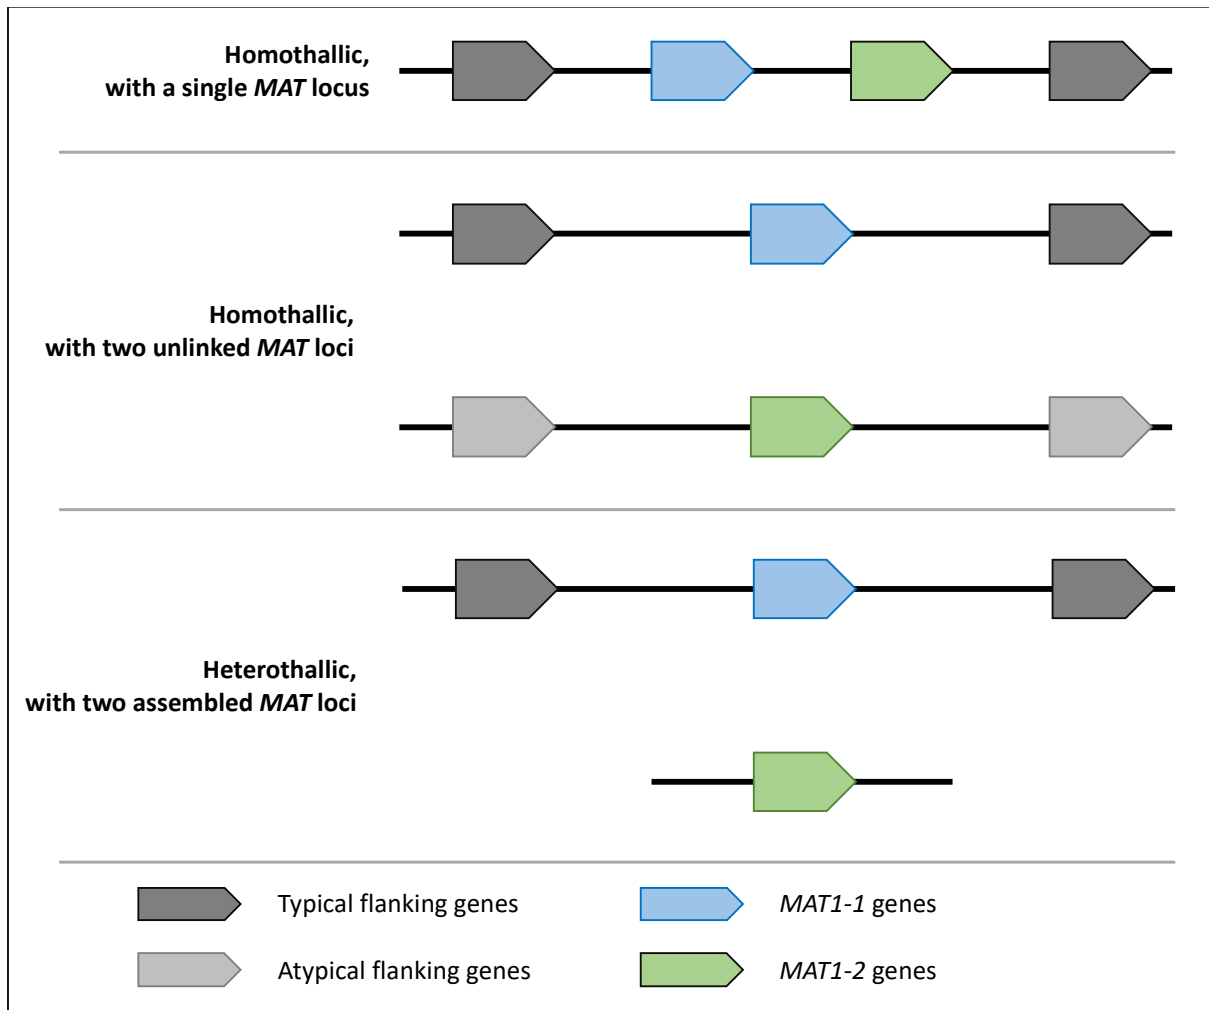 Homothallic,
with a single MAT locus
Homothallic,
with two unlinked MAT loci
Heterothallic,
with two assembled MAT loci
Typical flanking genes
MAT1-1 genes
Atypical flanking genes
MAT1-2 genes